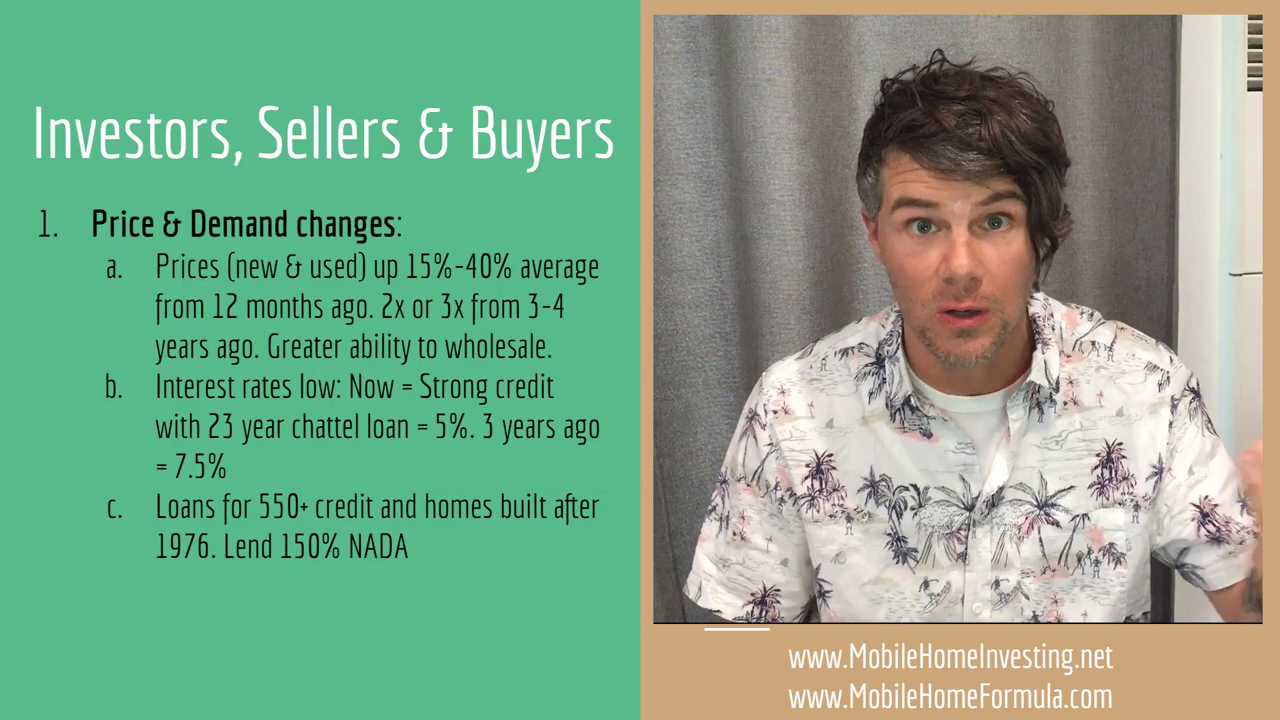 Investors, Sellers & Buyers
1. Price & Demand changes:
a. Prices (new & used) up 15%-40% average
from 12 months ago. 2x or 3x from 3-4
years ago. Greater ability to wholesale.
b. Interest rates low: Now = Strong credit
with 23 year chattel loan = 5%. 3 years ago
= 7.5%
c. Loans for 550+ credit and homes built after
1976. Lend 150% NADA
www.MobileHomeInvesting.net
www.MobileHomeFormula.com